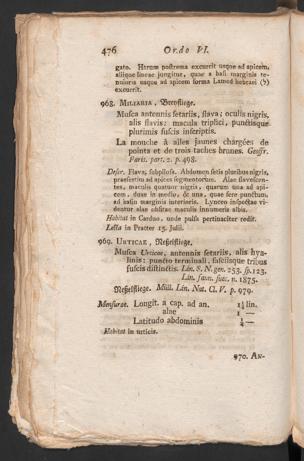 476 Ordo VI.
gato. Harum postrema excurrit usque ad apicem,
aliique lineae jungitur, quae a basi marginis te-
nuioris usque ad apicem forma Lamed hebraei (ל)
excurrit.
968. MILIARIA, Breyfliege.
Musca antennis setariis, flava; oculis nigris,
alis flavis: macula triplici, punctisque
plurimis fuscis inscriptis.
La mouche à alles jaunes chargées de
points et de trois taches brunes. Geoffr.
Paris. part. 2. p. 498.
Descr. Flava, subpilosa. Abdomen setis pluribus nigris,
praesertim ad apices segmentorum. Alae flavescen-
tes, maculis quatuor nigris, quarum una ad api-
cem, duae in medio, & una, quae fere punctum,
ad basin marginis interioris. Lynceo inspectae vi-
dentur alae obscurae maculis innumeris albis.
Habitat in Carduo, unde pulsa pertinaciter redit.
Lecta in Prater 15. Julii.
969. URTICAE, Nesselfliege.
Musca Urticae, antennis setariis, alis hya-
linis; puncto terminali, fasciisque tribus
fuscis distinctis. Lin. S. N. gen. 253. sp. 123.
Lin. faun. suec. n. 1875.
Nesselfliege. Müll. Lin. Nat. Cl. V. p. 979.
Mensurae. Longit. a cap. ad an. 1¼ lin.
alae 1 —
Latitudo abdominis ¼ —
Habitat in urticis.
970. AN-